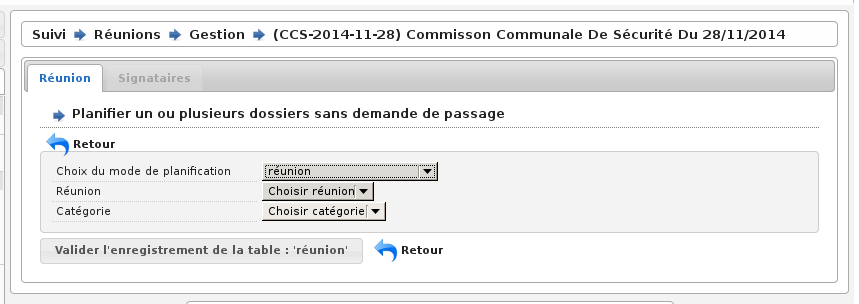 Suivi Réunions Gestion (CCS-2014-11-28) Commisson Communale De Sécurité Du 28/11/2014
Réunion Signataires
Planifier un ou plusieurs dossiers sans demande de passage
Retour
Choix du mode de planification réunion
Réunion Choisir réunion
Catégorie Choisir catégorie
Valider l'enregistrement de la table : 'réunion' Retour